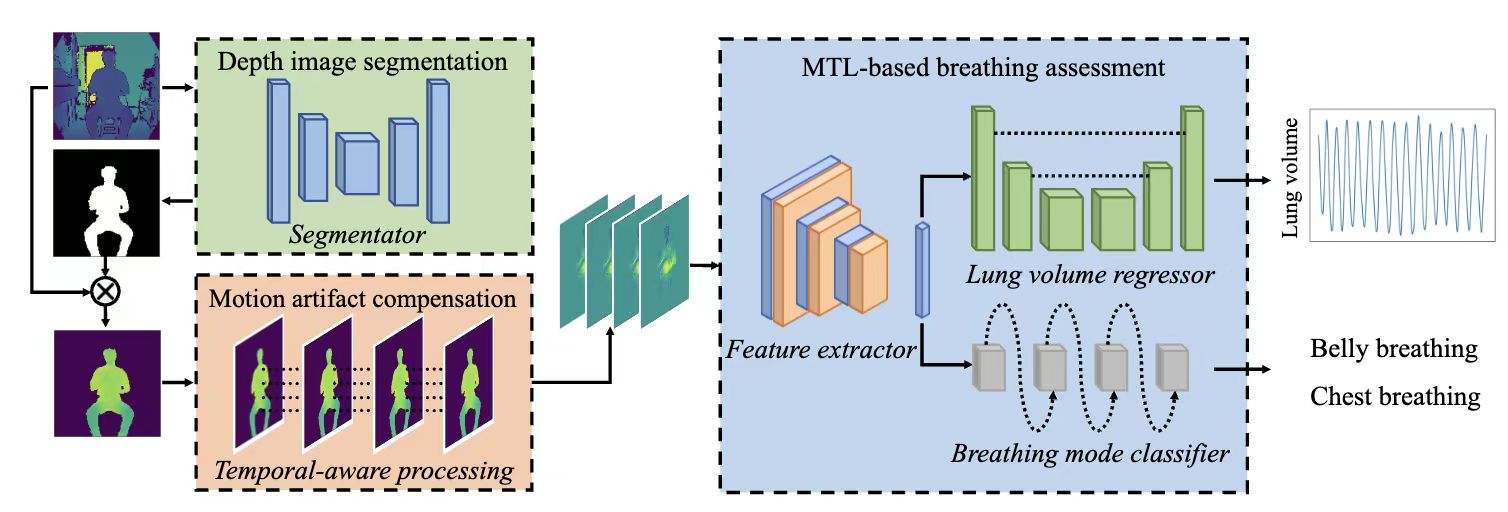 Depth image segmentation
Segmentator
Motion artifact compensation
Temporal-aware processing
MTL-based breathing assessment
Feature extractor
Lung volume regressor
Breathing mode classifier
Lung volume
Belly breathing
Chest breathing